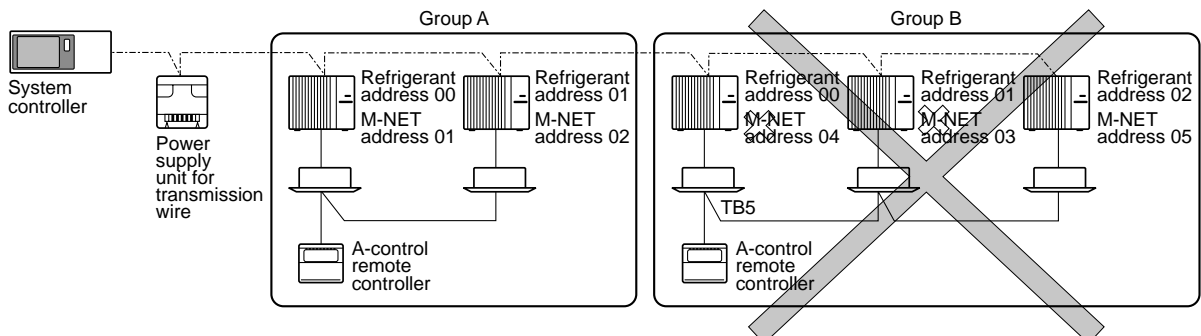 Group A
Group B
System
controller
Power
supply
unit for
transmission
wire
Refrigerant
address 00
M-NET
address 01
Refrigerant
address 01
M-NET
address 02
A-control
remote
controller
Refrigerant
address 00
M-NET
address 04
Refrigerant
address 01
M-NET
address 03
Refrigerant
address 02
M-NET
address 05
TB5
A-control
remote
controller